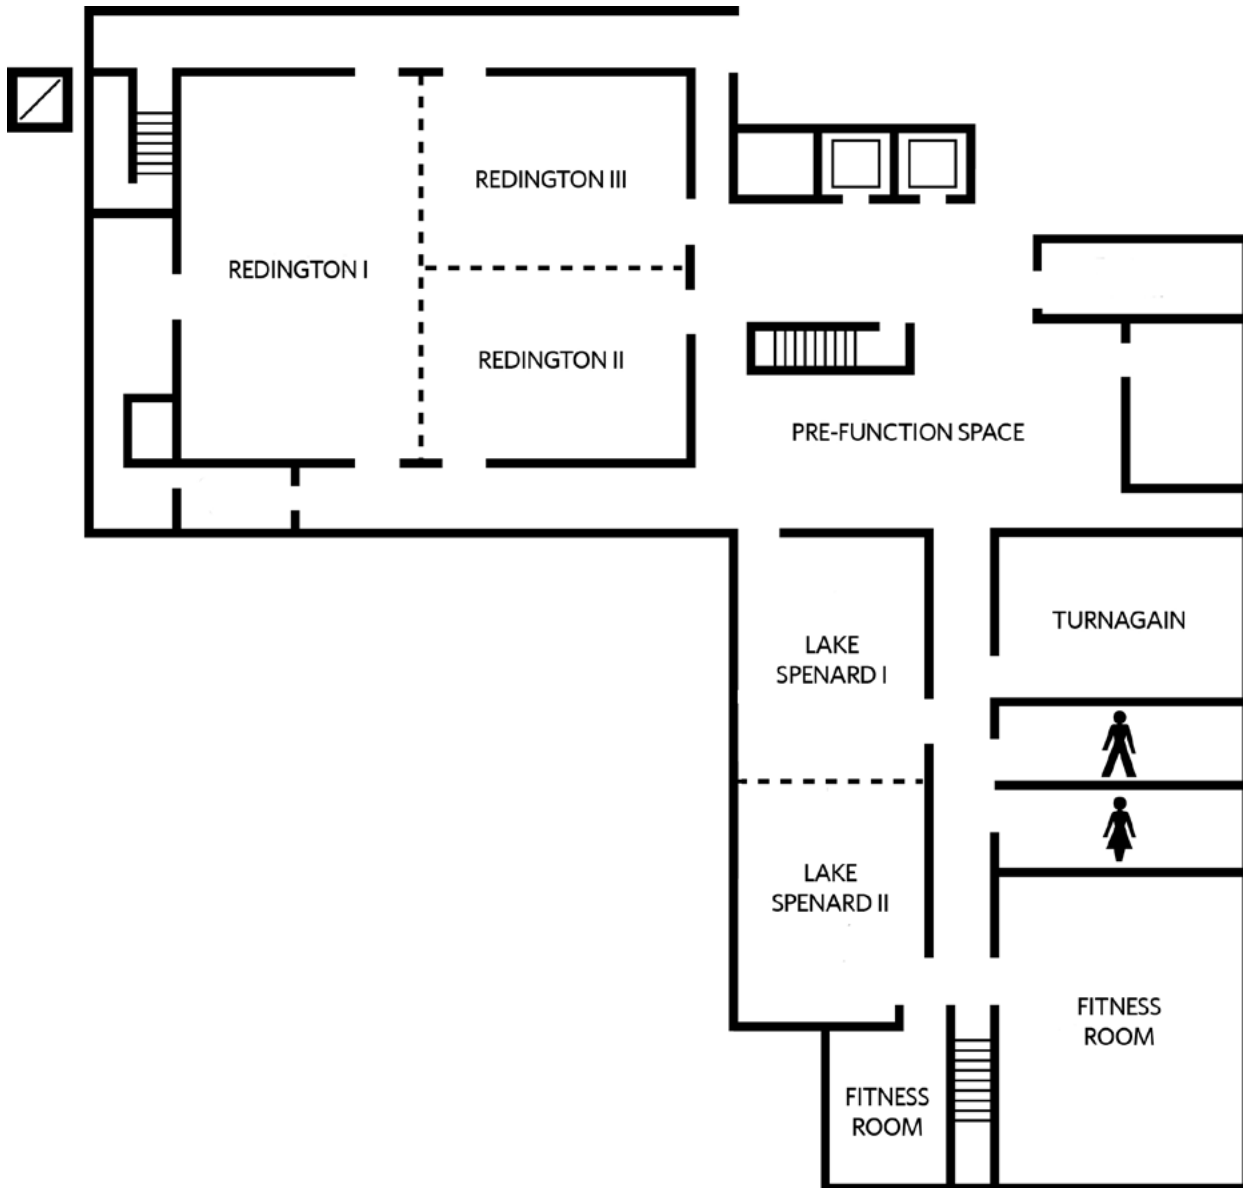 REDINGTON III
REDINGTON I
REDINGTON II
PRE-FUNCTION SPACE
TURNAGAIN
LAKE
SPENARD I
LAKE
SPENARD II
FITNESS
ROOM
FITNESS
ROOM